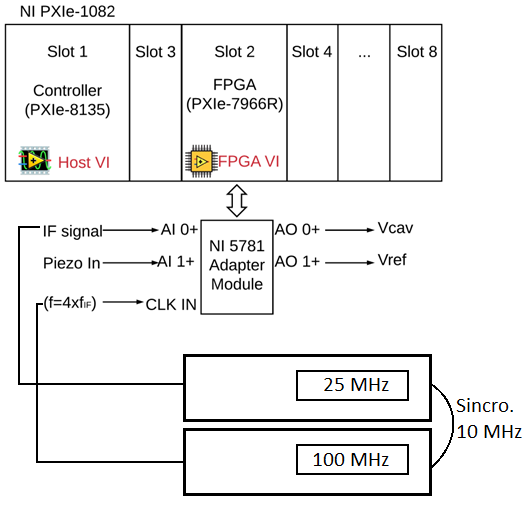 NI PXIe-1082
Slot 1
Slot 3
Slot 2
Slot 4
...
Slot 8
Controller
(PXIe-8135)
FPGA
(PXIe-7966R)
Host VI
FPGA VI
IF signal
AI 0+
AO 0+
Vcav
NI 5781
Adapter
Module
Piezo In
AI 1+
AO 1+
Vref
(f=4xfIF)
CLK IN
25 MHz
Sincro.
10 MHz
100 MHz